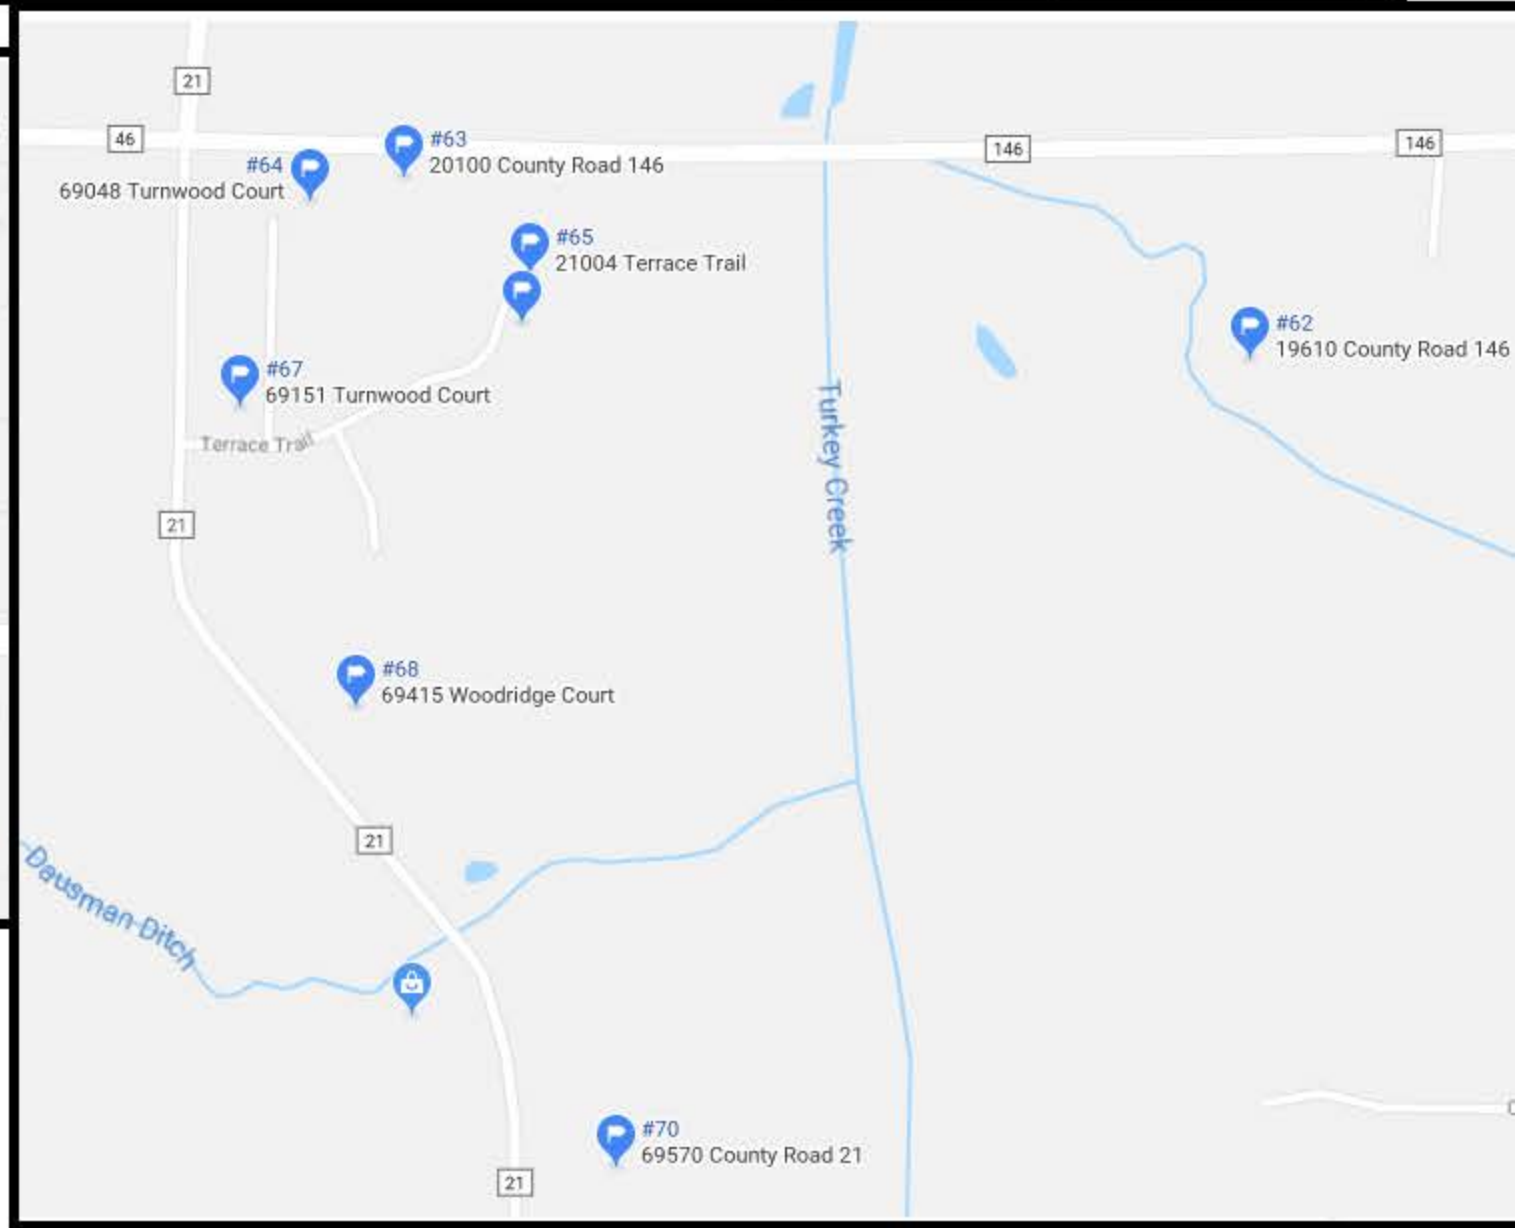 21
46
#63
20100 County Road 146
146
146
#64
69048 Turnwood Court
#65
21004 Terrace Trail
#62
19610 County Road 146
#67
69151 Turnwood Court
Terrace Trail
Turkey Creek
21
#68
69415 Woodridge Court
21
Dausman Ditch
#70
69570 County Road 21
21